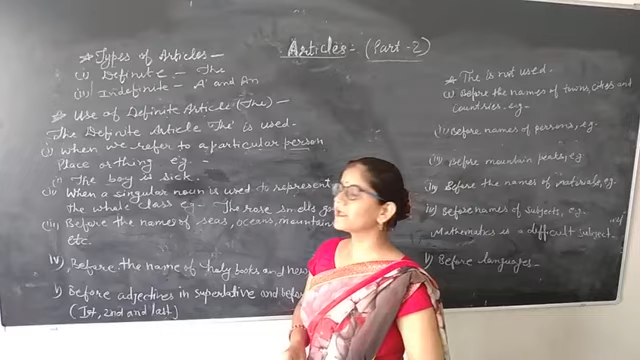 Articles:- (Part-2)
* Types of Articles -
(i) Definite - The
(ii) Indefinite - A and An
* Use of Definite Article (The) -
The Definite Article 'The' is used.
(i) When we refer to a particular person
Place or thing eg. -
The boy is sick.
(ii) When a singular noun is used to represent
the whole class eg - The rose smells
(iii) Before the names of seas, oceans, mountain
etc.
iv) Before the name of holy books and
v) Before adjectives in superlative and
(Ist, 2nd and last)
* The is not used.
(i) Before the names of towns, cities and
countries. eg -
(ii) Before names of persons, eg.
Before mountain peaks, eg
Before the names of materials, eg.
Before names of subjects, eg.
Mathematics is a difficult subject.
Before languages -